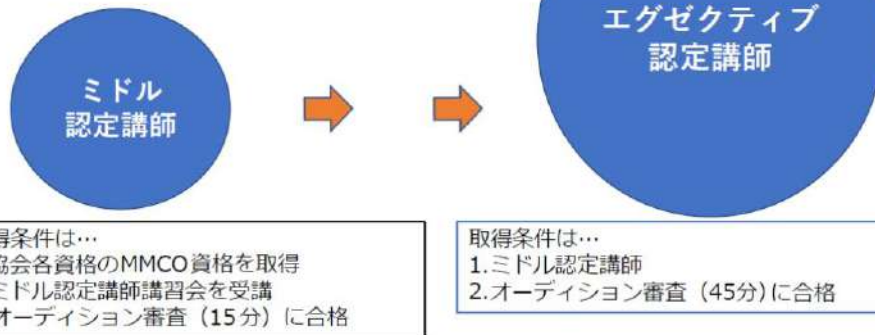 ミドル
認定講師
エグゼクティブ
認定講師
得条件は…
協会各資格のMMCO資格を取得
ミドル認定講師講習会を受講
オーディション審査（15分）に合格
取得条件は…
1.ミドル認定講師
2.オーディション審査（45分）に合格